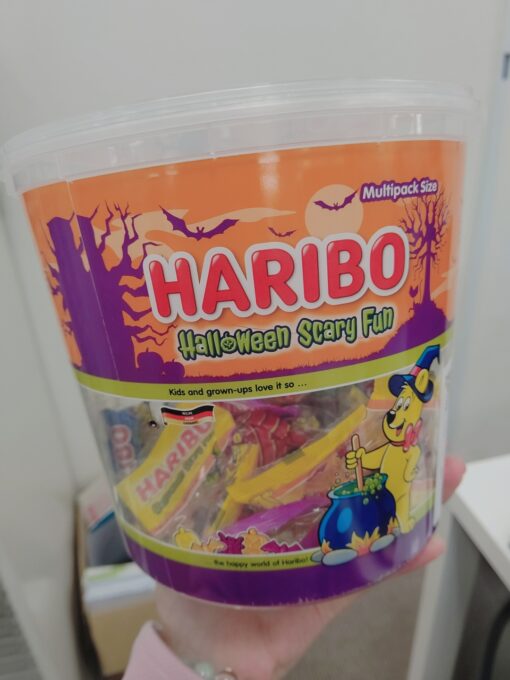 Multipack Size
HARIBO
Halloween Scary Fun
Kids and grown-ups love it so ...
HARIBO
the happy world of Haribo!